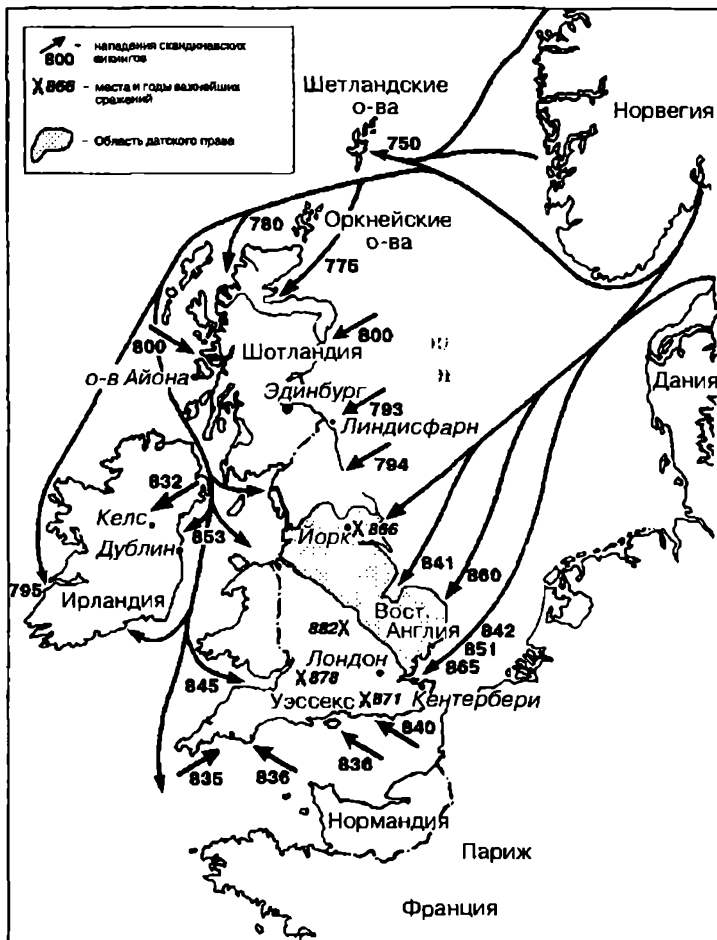 800
- нападения скандинавских
викингов
X 866
- места и годы важнейших
сражений
- Область датского права
Шетландские
о-ва
Норвегия
750
780
Оркнейские
о-ва
775
800
800
Шотландия
о-в Айона
Эдинбург
793
Линдисфарн
Дания
794
832
Келс
853
Йорк
X 866
Дублин
841
860
795
Ирландия
Вост.
Англия
882 X
842
851
865
Лондон
X 878
845
Уэссекс
X 871
Кентербери
840
835
836
836
Нормандия
Париж
Франция